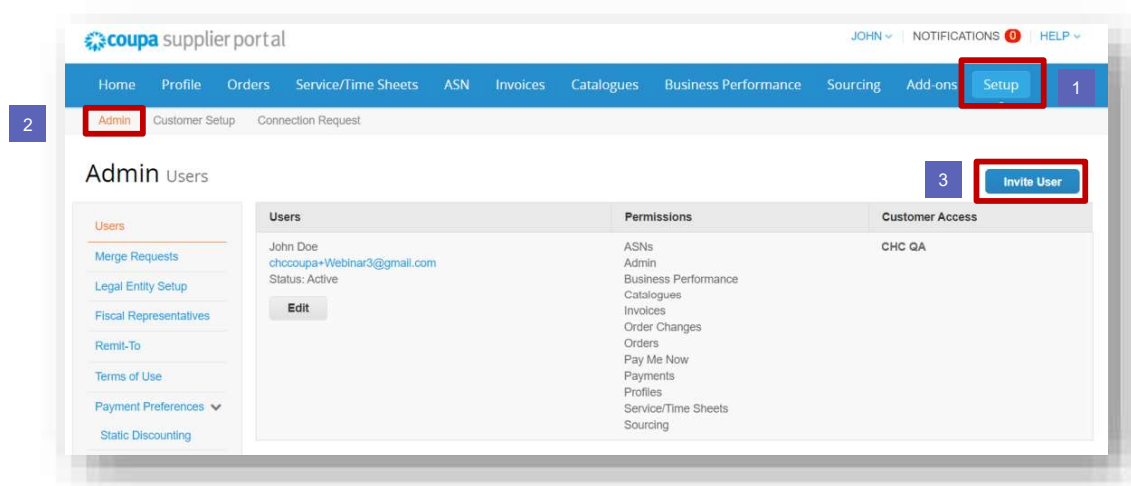 coupa supplier portal
JOHN NOTIFICATIONS 0 HELP
Home Profile Orders Service/Time Sheets ASN Invoices Catalogues Business Performance Sourcing Add-ons Setup 1
2 Admin Customer Setup Connection Request
Admin Users
3 Invite User
Users
Merge Requests
Legal Entity Setup
Fiscal Representatives
Remit-To
Terms of Use
Payment Preferences
Static Discounting
Users Permissions Customer Access
John Doe ASNs CHC QA
chccoupa+Webinar3@gmail.com Admin
Status: Active Business Performance
Catalogues
Edit Invoices
Order Changes
Orders
Pay Me Now
Payments
Profiles
Service/Time Sheets
Sourcing